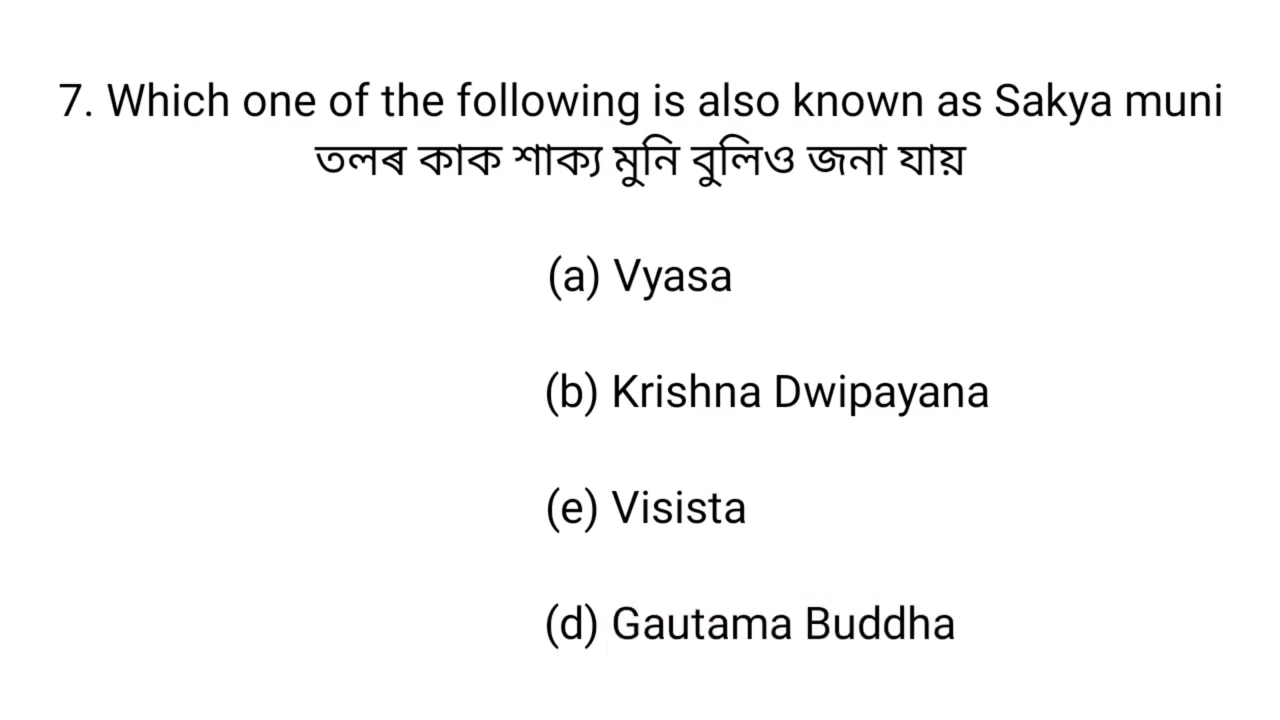 7. Which one of the following is also known as Sakya muni
তলৰ কাক শাক্য মুনি বুলিও জনা যায়
(a) Vyasa
(b) Krishna Dwipayana
(e) Visista
(d) Gautama Buddha